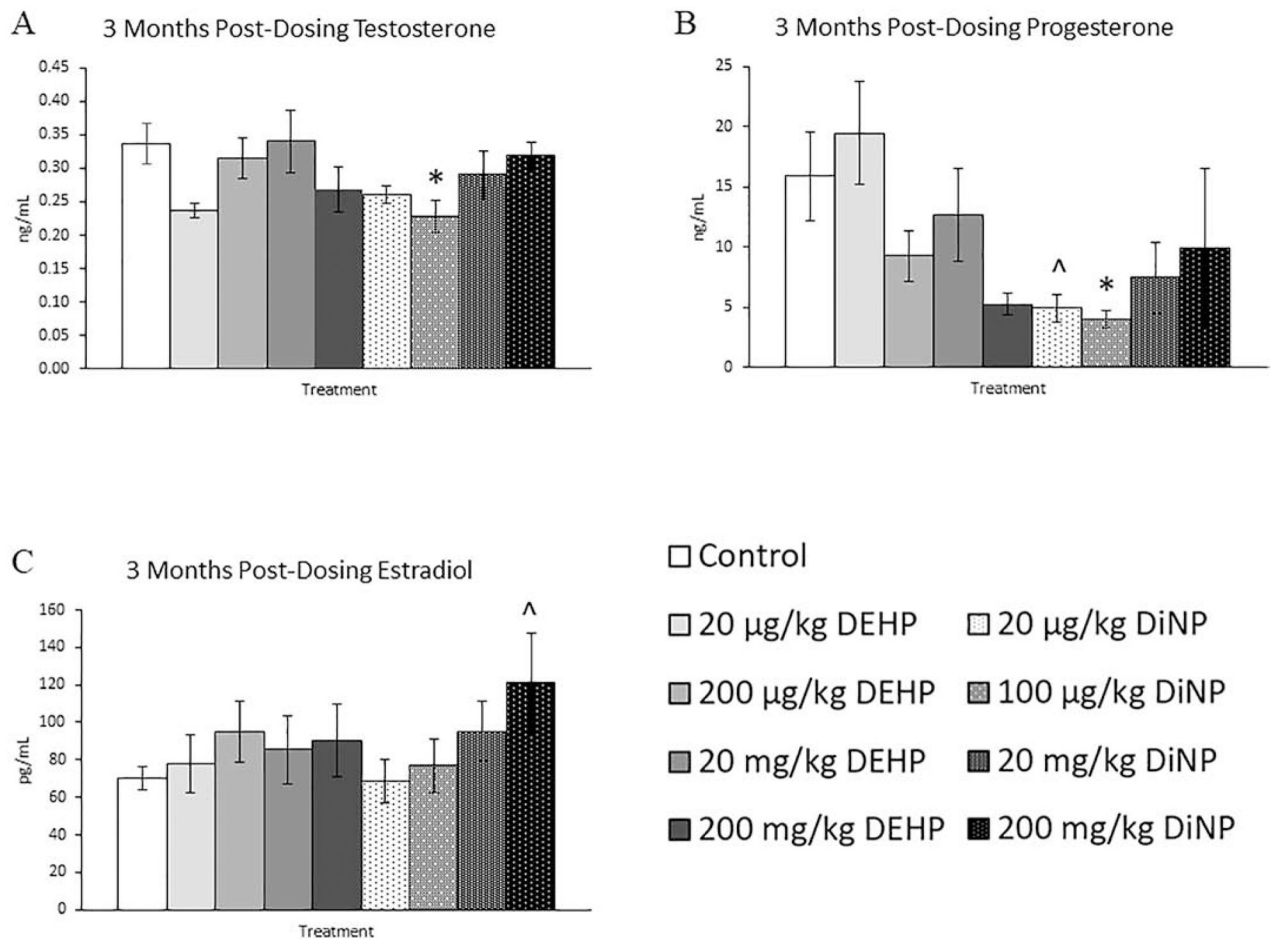 A
3 Months Post-Dosing Testosterone
0.45
0.40
0.35
0.30
0.25
0.20
0.15
0.10
0.05
0.00
ng/mL
*
Treatment
B
3 Months Post-Dosing Progesterone
25
20
15
10
5
0
ng/mL
^
*
Treatment
C
3 Months Post-Dosing Estradiol
160
140
120
100
80
60
40
20
0
pg/mL
^
Treatment
Control
20 µg/kg DEHP
20 µg/kg DiNP
200 µg/kg DEHP
100 µg/kg DiNP
20 mg/kg DEHP
20 mg/kg DiNP
200 mg/kg DEHP
200 mg/kg DiNP